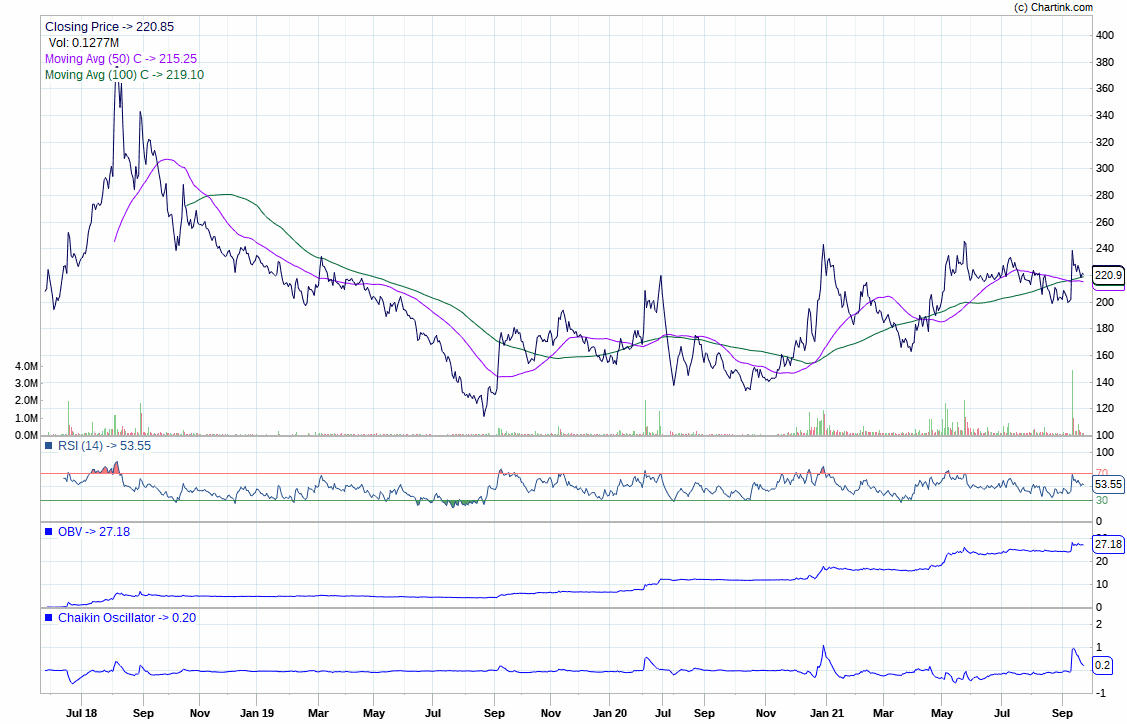 (c) Chartink.com
Closing Price -> 220.85
Vol: 0.1277M
Moving Avg (50) C -> 215.25
Moving Avg (100) C -> 219.10
400
380
360
340
320
300
280
260
240
220.9
200
180
160
140
120
100
4.0M
3.0M
2.0M
1.0M
0.0M
RSI (14) -> 53.55
100
70
53.55
30
0
OBV -> 27.18
27.18
20
10
0
Chaikin Oscillator -> 0.20
2
1
0.2
-1
Jul 18 Sep Nov Jan 19 Mar May Jul Sep Nov Jan 20 Mar Jul Sep Nov Jan 21 Mar May Jul Sep